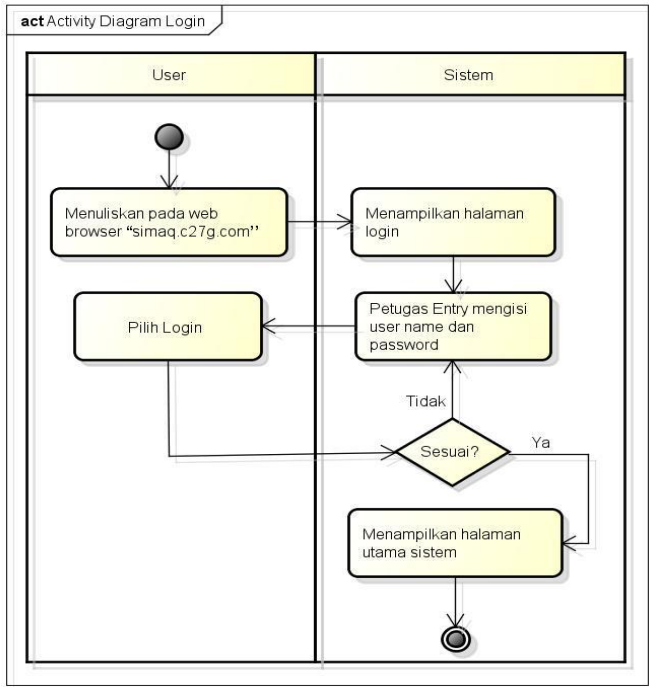 act Activity Diagram Login
User
Sistem
Menuliskan pada web
browser “simaq.c27g.com’’
Menampilkan halaman
login
Pilih Login
Petugas Entry mengisi
user name dan
password
Tidak
Sesuai?
Ya
Menampilkan halaman
utama sistem